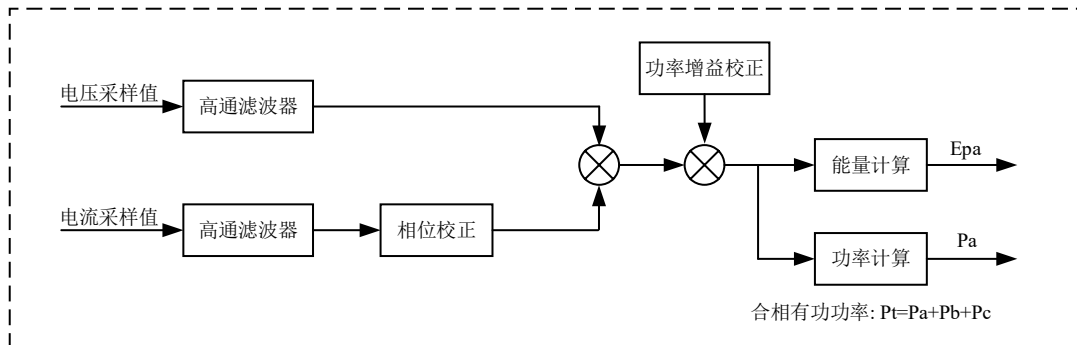 功率增益校正
电压采样值
高通滤波器
能量计算
Epa
电流采样值
高通滤波器
相位校正
功率计算
Pa
合相有功功率: Pt=Pa+Pb+Pc